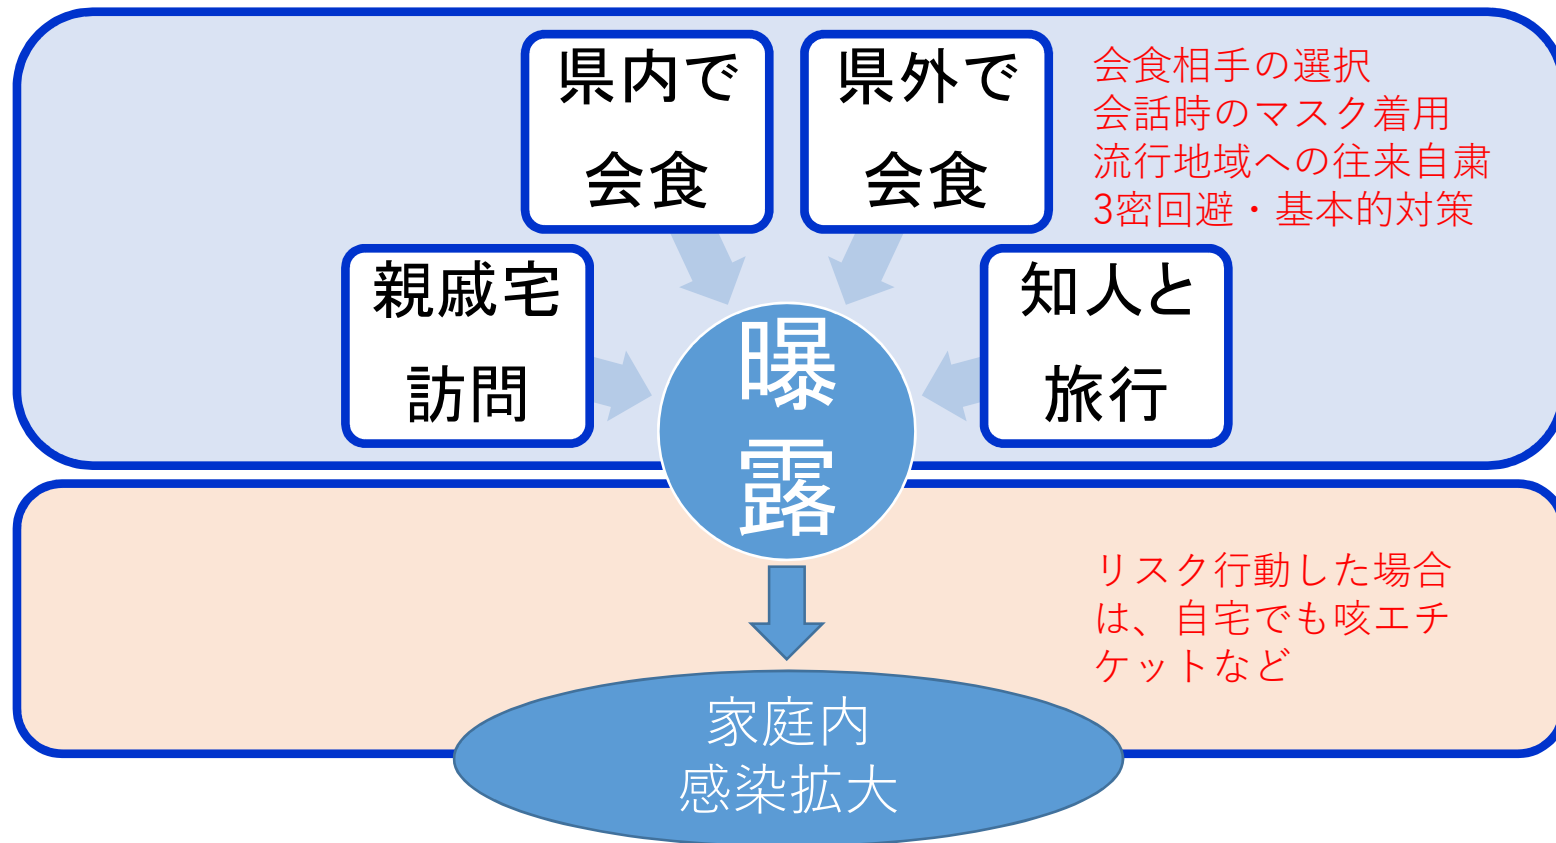 県内で
会食
県外で
会食
会食相手の選択
会話時のマスク着用
流行地域への往来自粛
3密回避・基本的対策
親戚宅
訪問
知人と
旅行
曝
露
リスク行動した場合
は、自宅でも咳エチ
ケットなど
家庭内
感染拡大